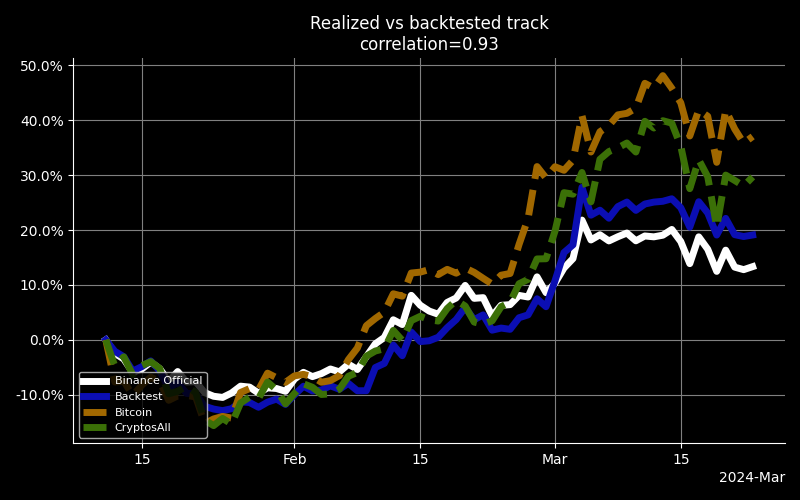 Realized vs backtested track
correlation=0.93
50.0%
40.0%
30.0%
20.0%
10.0%
0.0%
-10.0%
Binance Official
Backtest
Bitcoin
CryptosAll
15
Feb
15
Mar
15
2024-Mar